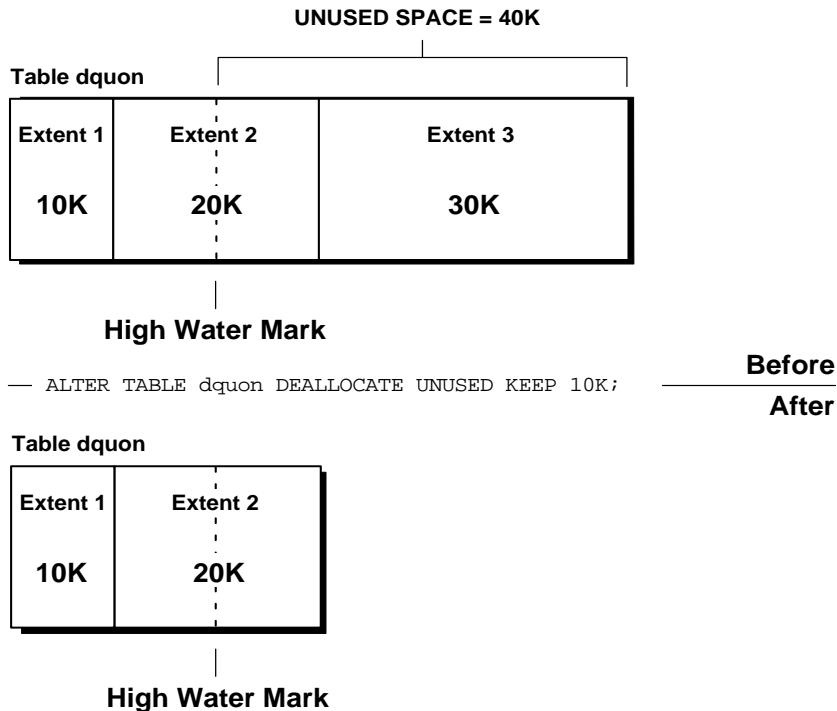 UNUSED SPACE = 40K
Table dquon
Extent 1 Extent 2 Extent 3
10K 20K 30K
High Water Mark
Before
ALTER TABLE dquon DEALLOCATE UNUSED KEEP 10K;
After
Table dquon
Extent 1 Extent 2
10K 20K
High Water Mark